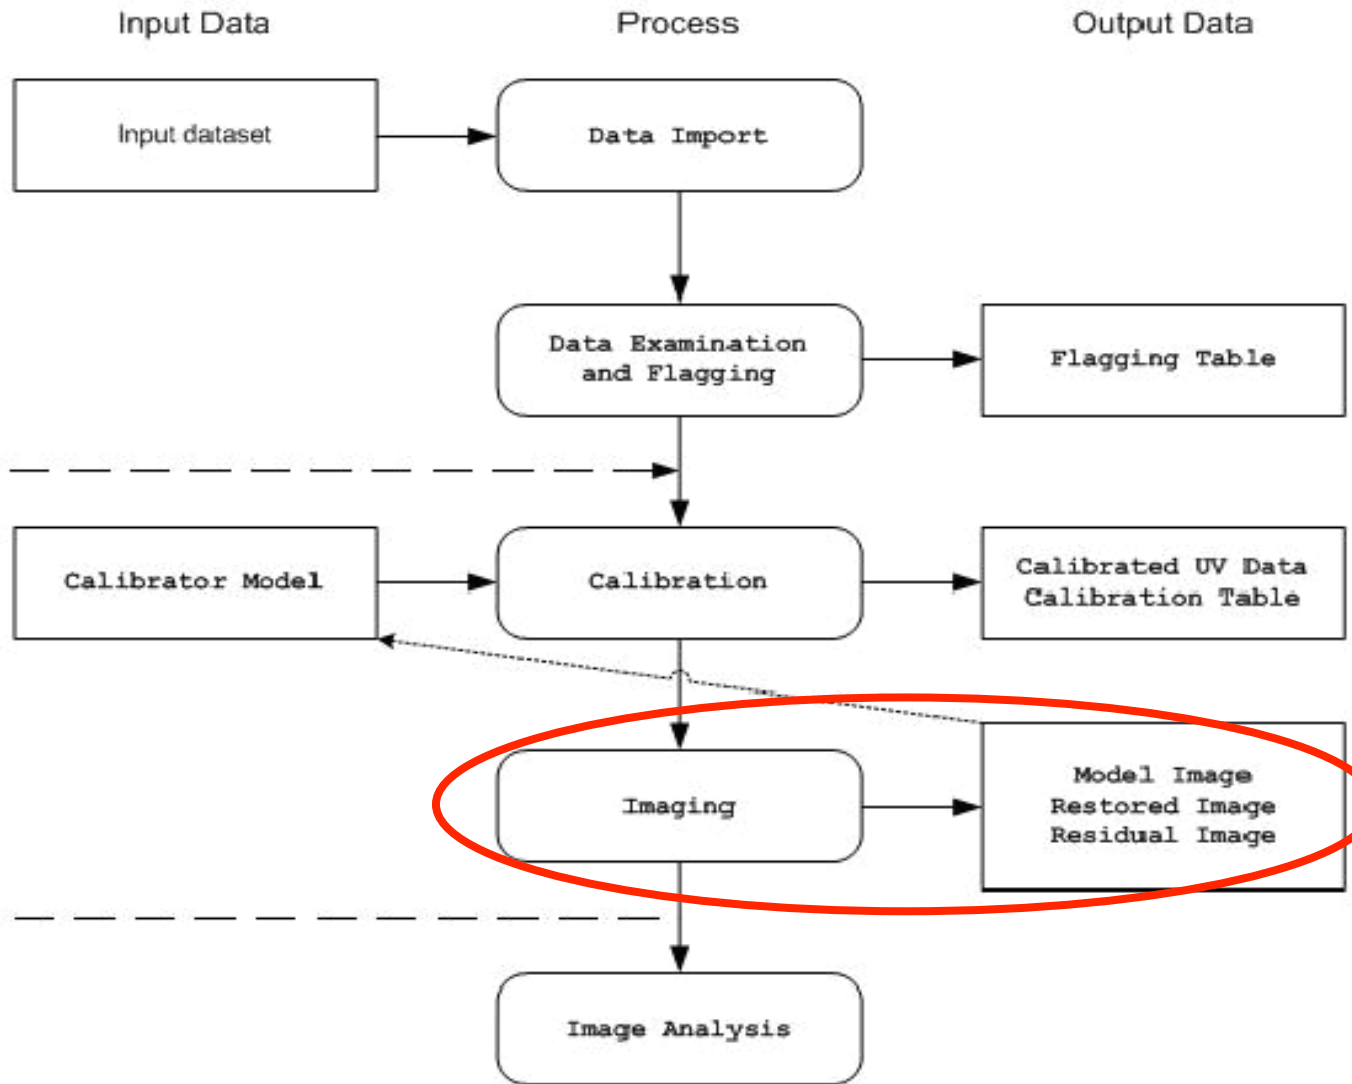 Input Data
Process
Output Data
Input dataset
Data Import
Data Examination
and Flagging
Flagging Table
Calibrator Model
Calibration
Calibrated UV Data
Calibration Table
Imaging
Model Image
Restored Image
Residual Image
Image Analysis